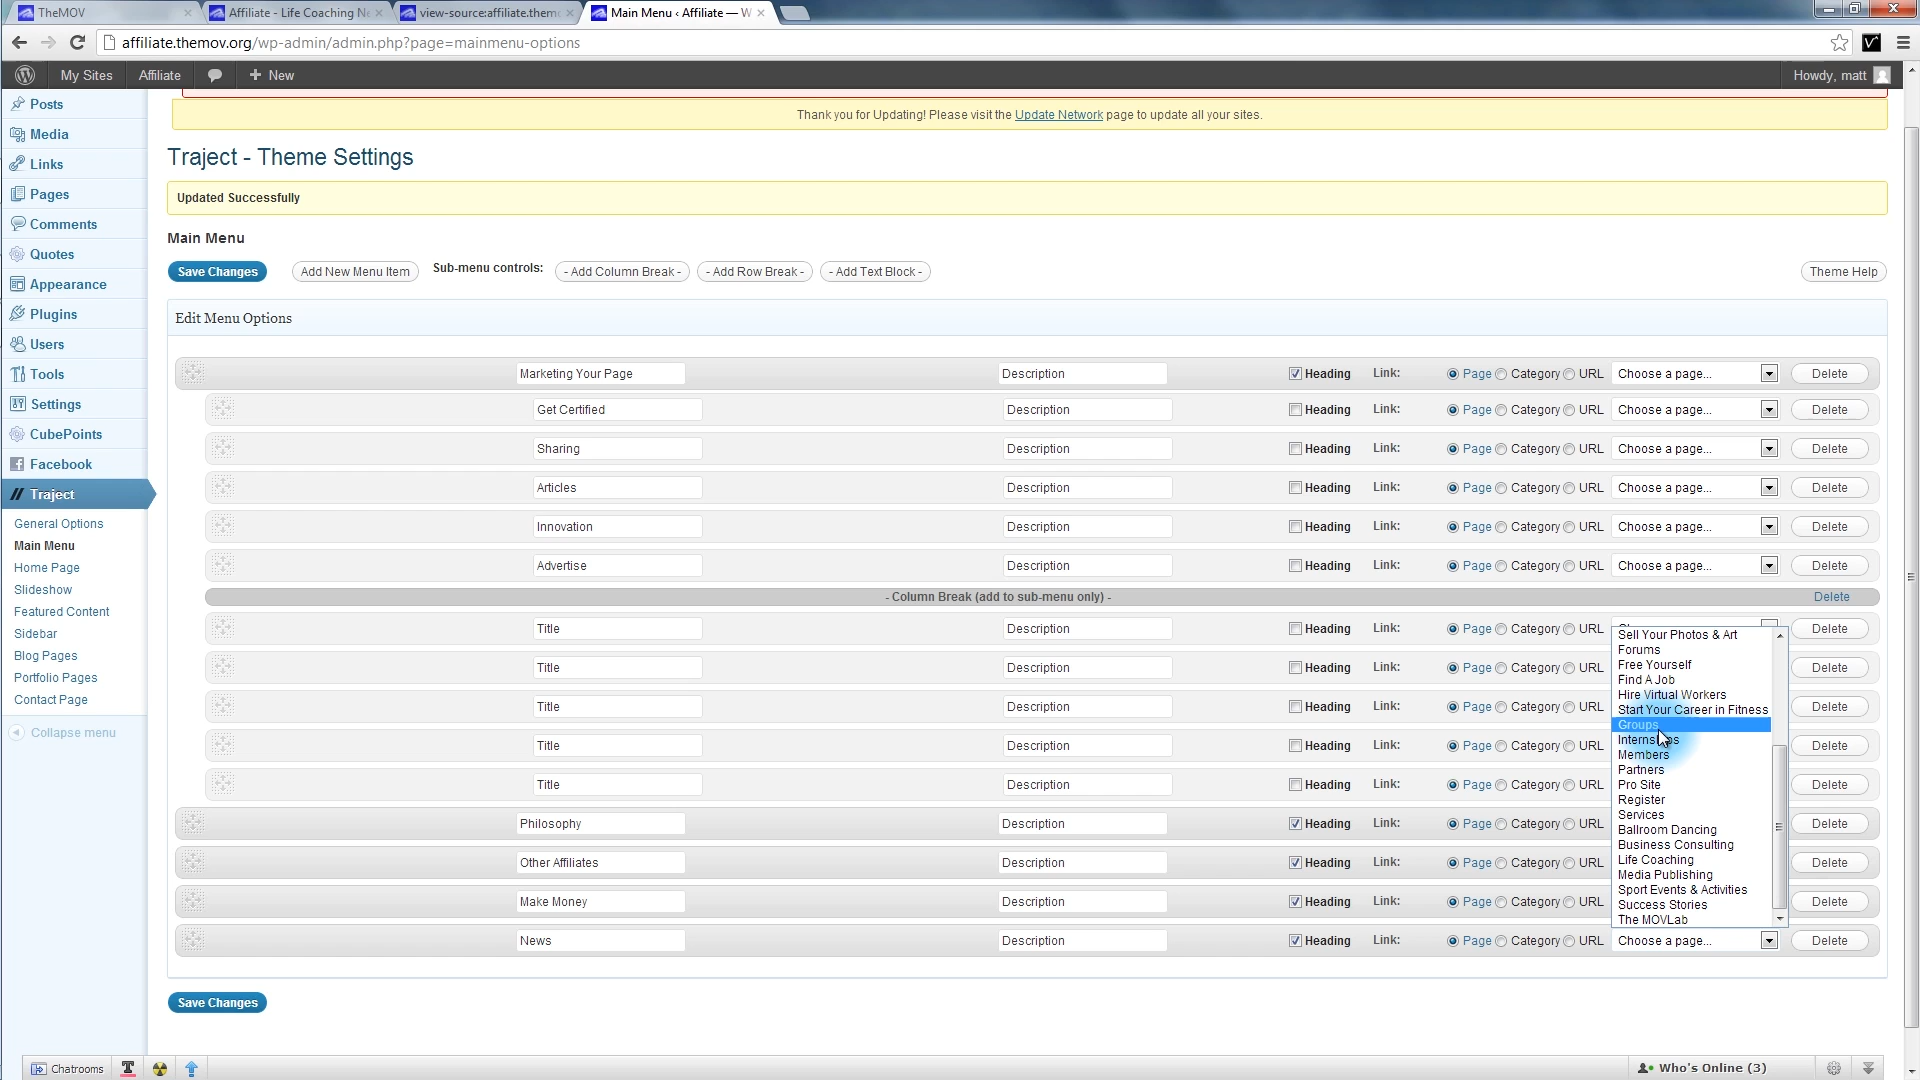 TheMOV
Affiliate - Life Coaching Ne
view-source:affiliate.themo
Main Menu ‹ Affiliate — W
affiliate.themov.org/wp-admin/admin.php?page=mainmenu-options
My Sites
Affiliate
New
Howdy, matt
Posts
Media
Links
Pages
Comments
Quotes
Appearance
Plugins
Users
Tools
Settings
CubePoints
Facebook
Traject
General Options
Main Menu
Home Page
Slideshow
Featured Content
Sidebar
Blog Pages
Portfolio Pages
Contact Page
Collapse menu
Thank you for Updating! Please visit the Update Network page to update all your sites.
Traject - Theme Settings
Updated Successfully
Main Menu
Save Changes
Add New Menu Item
Sub-menu controls:
- Add Column Break -
- Add Row Break -
- Add Text Block -
Theme Help
Edit Menu Options
Marketing Your Page Description Heading Link: Page Category URL Choose a page... Delete
Get Certified Description Heading Link: Page Category URL Choose a page... Delete
Sharing Description Heading Link: Page Category URL Choose a page... Delete
Articles Description Heading Link: Page Category URL Choose a page... Delete
Innovation Description Heading Link: Page Category URL Choose a page... Delete
Advertise Description Heading Link: Page Category URL Choose a page... Delete
- Column Break (add to sub-menu only) - Delete
Title Description Heading Link: Page Category URL Delete
Title Description Heading Link: Page Category URL Delete
Title Description Heading Link: Page Category URL Delete
Title Description Heading Link: Page Category URL Delete
Title Description Heading Link: Page Category URL Delete
Philosophy Description Heading Link: Page Category URL Delete
Other Affiliates Description Heading Link: Page Category URL Delete
Make Money Description Heading Link: Page Category URL Delete
News Description Heading Link: Page Category URL Choose a page... Delete
Sell Your Photos & Art
Forums
Free Yourself
Find A Job
Hire Virtual Workers
Start Your Career in Fitness
Groups
Internships
Members
Partners
Pro Site
Register
Services
Ballroom Dancing
Business Consulting
Life Coaching
Media Publishing
Sport Events & Activities
Success Stories
The MOVLab
Save Changes
Chatrooms
Who's Online (3)